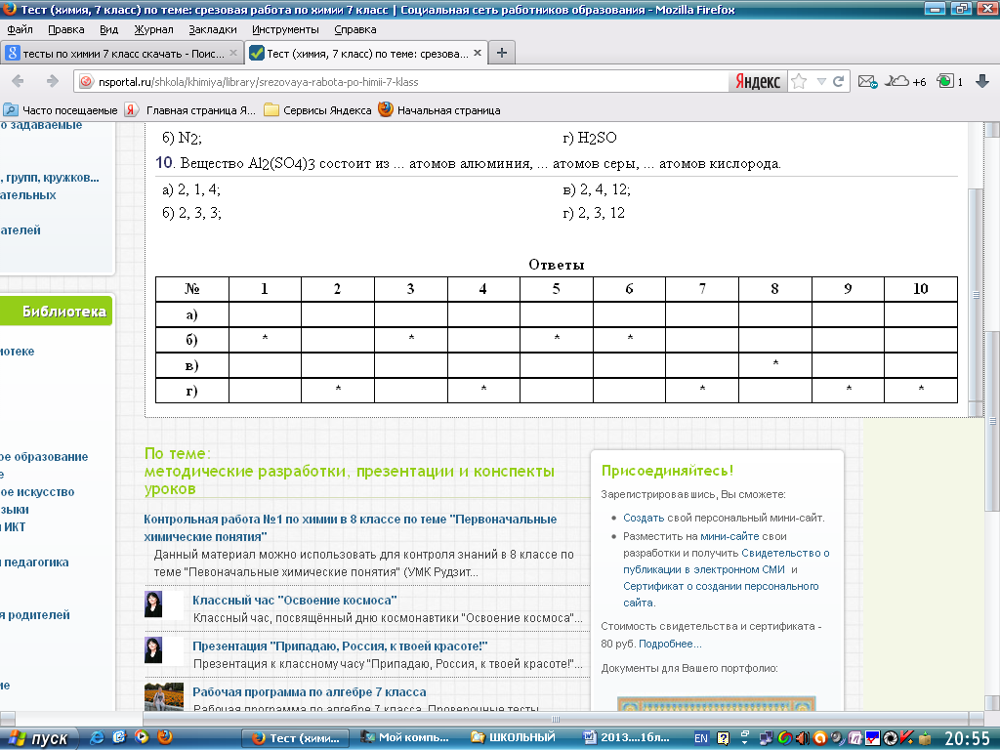 Тест (химия, 7 класс) по теме: срезовая работа по химии 7 класс | Социальная сеть работников образования - Mozilla Firefox
Файл Правка Вид Журнал Закладки Инструменты Справка
тесты по химии 7 класс скачать - Поис...
Тест (химия, 7 класс) по теме: срезова...
nsportal.ru/shkola/khimiya/library/srezovaya-rabota-po-himii-7-klass
Яндекс
+6
1
Часто посещаемые
Главная страница Я...
Сервисы Яндекса
Начальная страница
о задаваемые
, групп, кружков...
ательных
ателей
Библиотека
иотеке
ое образование
е
ое искусство
зыки
и ИКТ
педагогика
я родителей
ие
б) N2; г) H2SO
10. Вещество Al2(SO4)3 состоит из ... атомов алюминия, ... атомов серы, ... атомов кислорода.
а) 2, 1, 4; в) 2, 4, 12;
б) 2, 3, 3; г) 2, 3, 12
Ответы
№ 1 2 3 4 5 6 7 8 9 10
а)
б) * * * *
в) *
г) * * * * *
По теме:
методические разработки, презентации и конспекты
уроков
Контрольная работа №1 по химии в 8 классе по теме "Первоначальные
химические понятия"
Данный материал можно использовать для контроля знаний в 8 классе по
теме "Певоначальные химические понятия" (УМК Рудзит...
Классный час "Освоение космоса"
Классный час, посвящённый дню космонавтики "Освоение космоса"...
Презентация "Припадаю, Россия, к твоей красоте!"
Презентация к классному часу "Припадаю, Россия, к твоей красоте!"...
Рабочая программа по алгебре 7 класса
Рабочая программа по алгебре 7 класса. Проверочные тесты
Присоединяйтесь!
Зарегистрировавшись, Вы сможете:
Создать свой персональный мини-сайт.
Разместить на мини-сайте свои
разработки и получить Свидетельство о
публикации в электронном СМИ и
Сертификат о создании персонального
сайта.
Стоимость свидетельства и сертификата -
80 руб. Подробнее...
Документы для Вашего портфолио:
пуск
Тест (хими...
Мой компь...
ШКОЛЬНЫЙ
2013....1бл...
EN
20:55